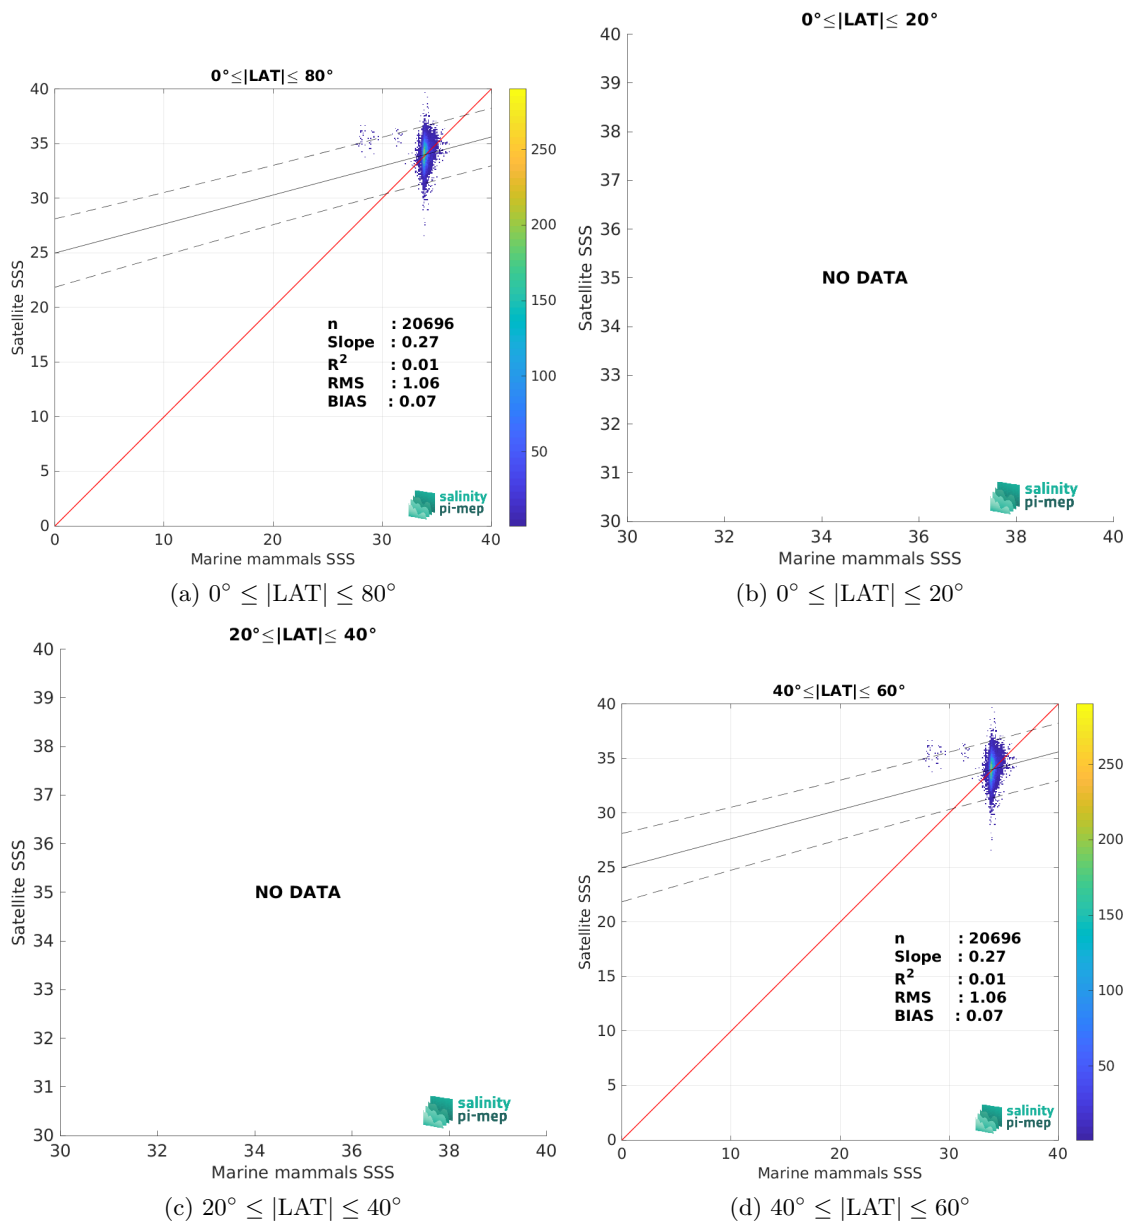 0°≤|LAT|≤ 80°
40
35
30
25
20
15
10
5
0
Satellite SSS
n : 20696
Slope : 0.27
R² : 0.01
RMS : 1.06
BIAS : 0.07
salinity
pi-mep
0 10 20 30 40
Marine mammals SSS
250
200
150
100
50
(a) 0° ≤ |LAT| ≤ 80°
0°≤|LAT|≤ 20°
40
39
38
37
36
35
34
33
32
31
30
Satellite SSS
NO DATA
salinity
pi-mep
30 32 34 36 38 40
Marine mammals SSS
(b) 0° ≤ |LAT| ≤ 20°
20°≤|LAT|≤ 40°
40
39
38
37
36
35
34
33
32
31
30
Satellite SSS
NO DATA
salinity
pi-mep
30 32 34 36 38 40
Marine mammals SSS
(c) 20° ≤ |LAT| ≤ 40°
40°≤|LAT|≤ 60°
40
35
30
25
20
15
10
5
0
Satellite SSS
n : 20696
Slope : 0.27
R² : 0.01
RMS : 1.06
BIAS : 0.07
salinity
pi-mep
0 10 20 30 40
Marine mammals SSS
250
200
150
100
50
(d) 40° ≤ |LAT| ≤ 60°